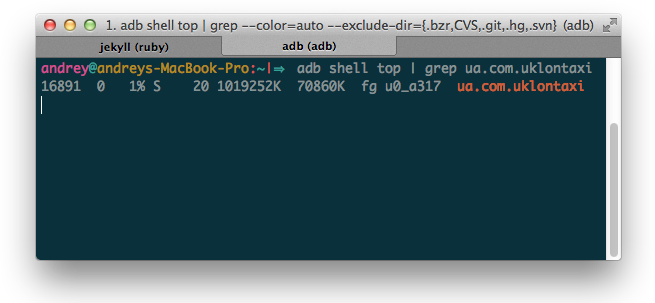 1. adb shell top | grep --color=auto --exclude-dir={.bzr,CVS,.git,.hg,.svn} (adb)
jekyll (ruby) adb (adb)
andrey@andreys-MacBook-Pro:~|⇒ adb shell top | grep ua.com.uklontaxi
16891 0 1% S 20 1019252K 70860K fg u0_a317 ua.com.uklontaxi